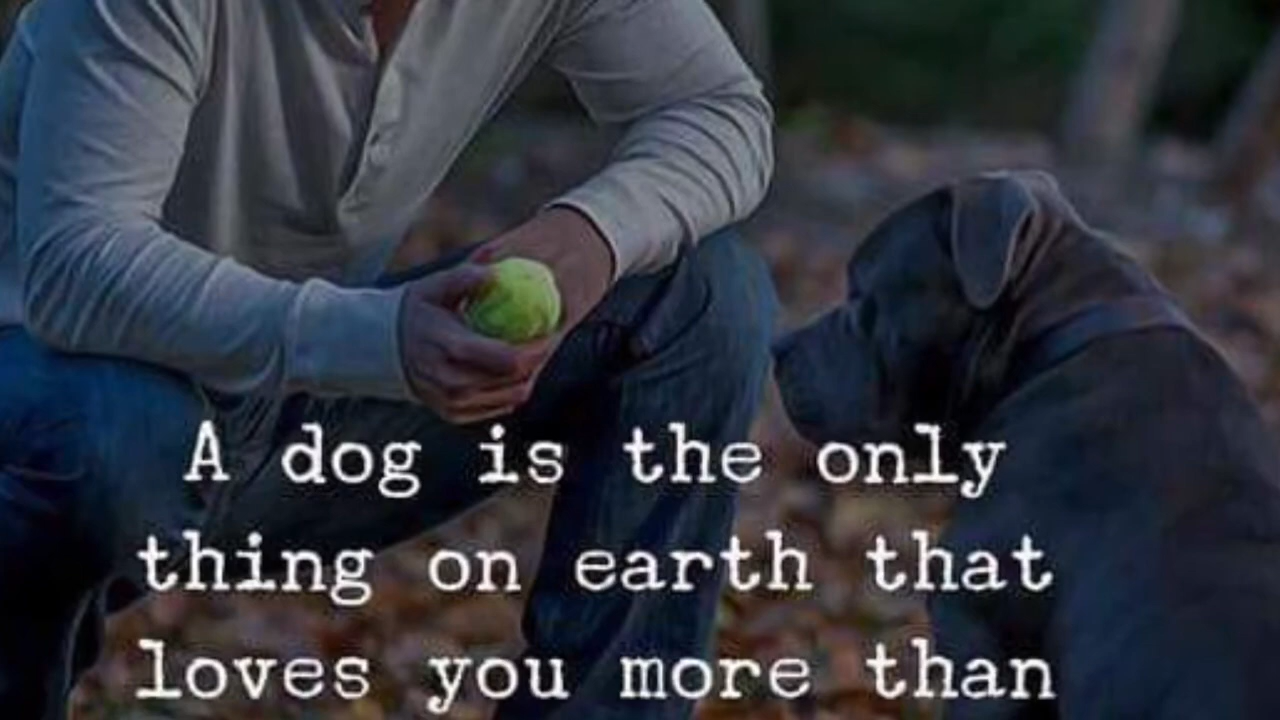 A dog is the only
thing on earth that
loves you more than